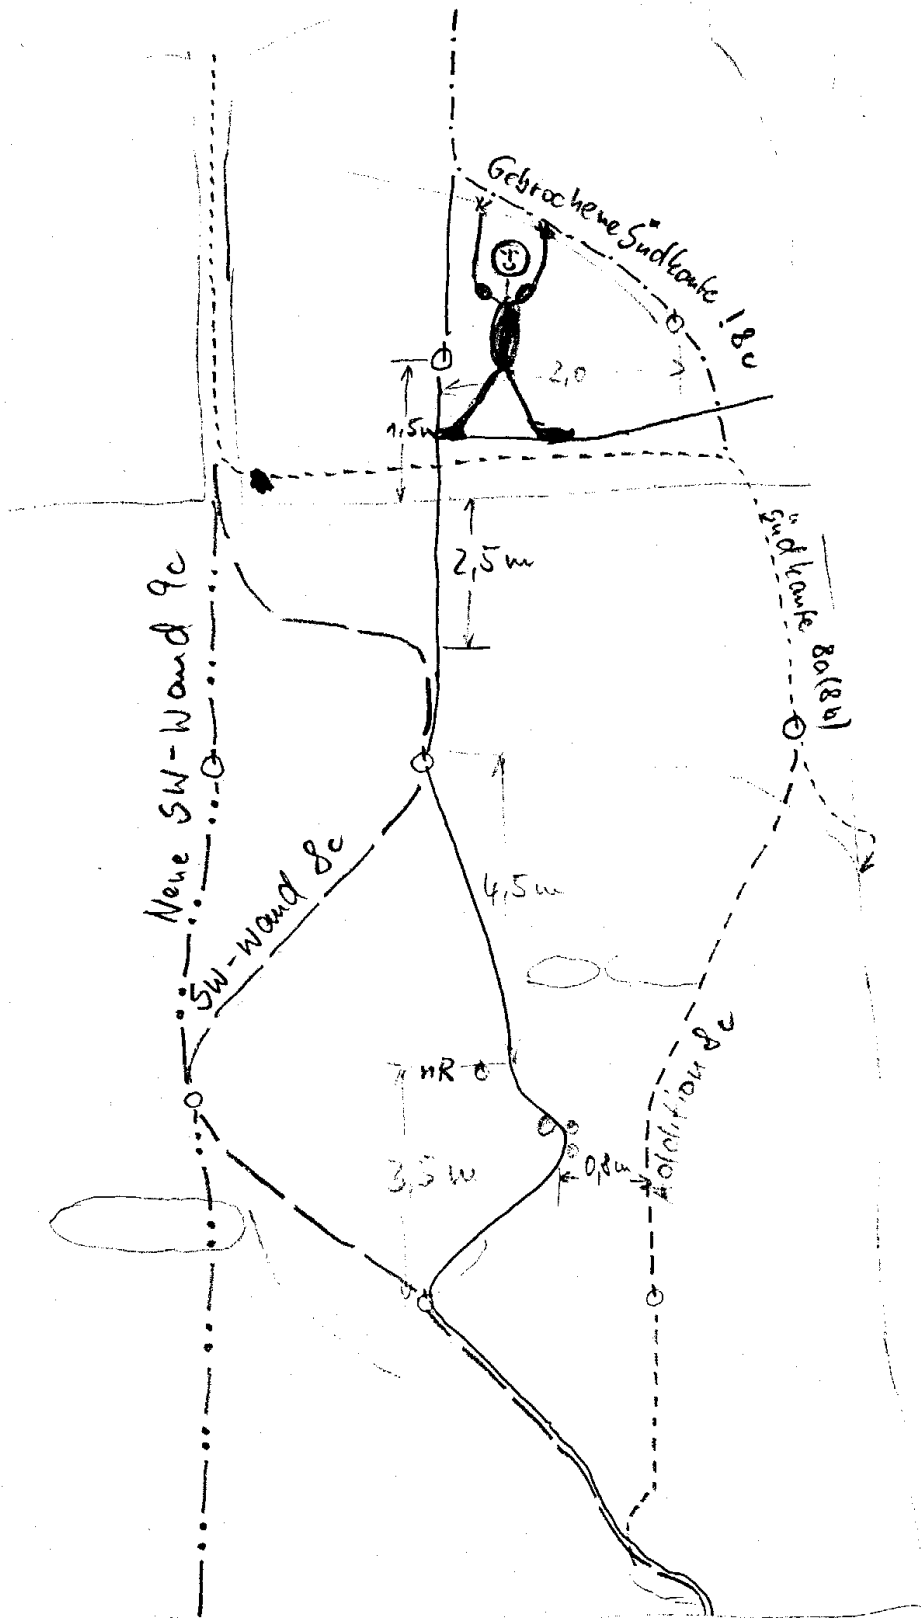 Gebrochene Südkante ! 8c
2,0
1,5m
2,5m
Südkante 8a(8b)
Neue SW-Wand 9c
SW-Wand 8c
4,5m
nR
Addition 8c
0,8m
3,5m